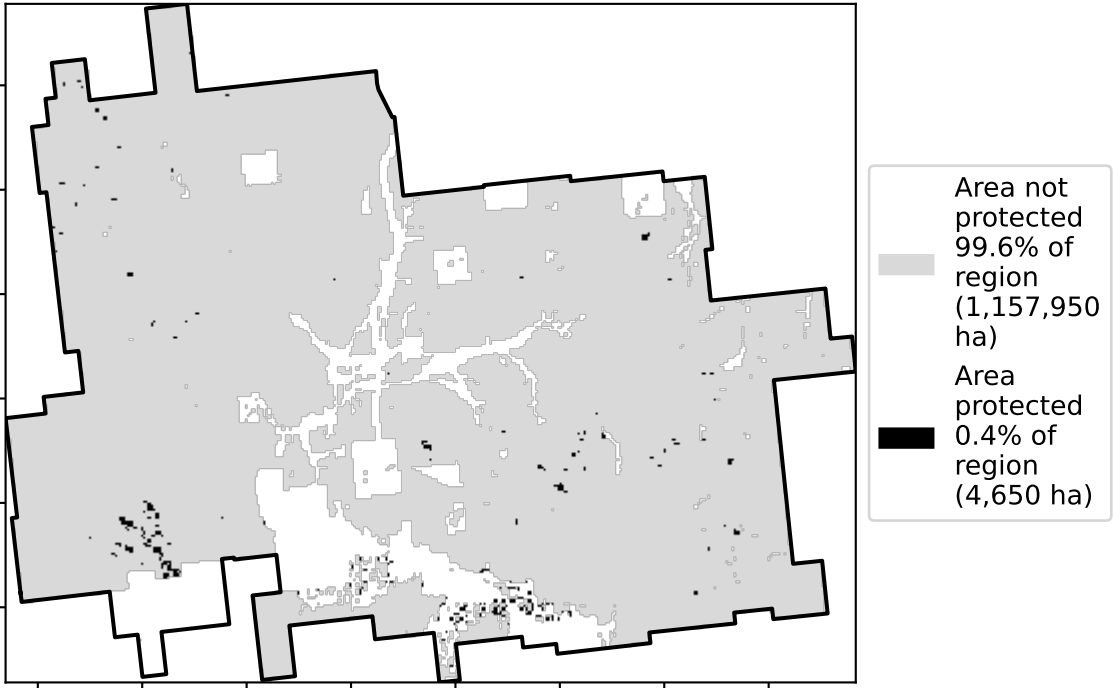 Area not
protected
99.6% of
region
(1,157,950
ha)
Area
protected
0.4% of
region
(4,650 ha)